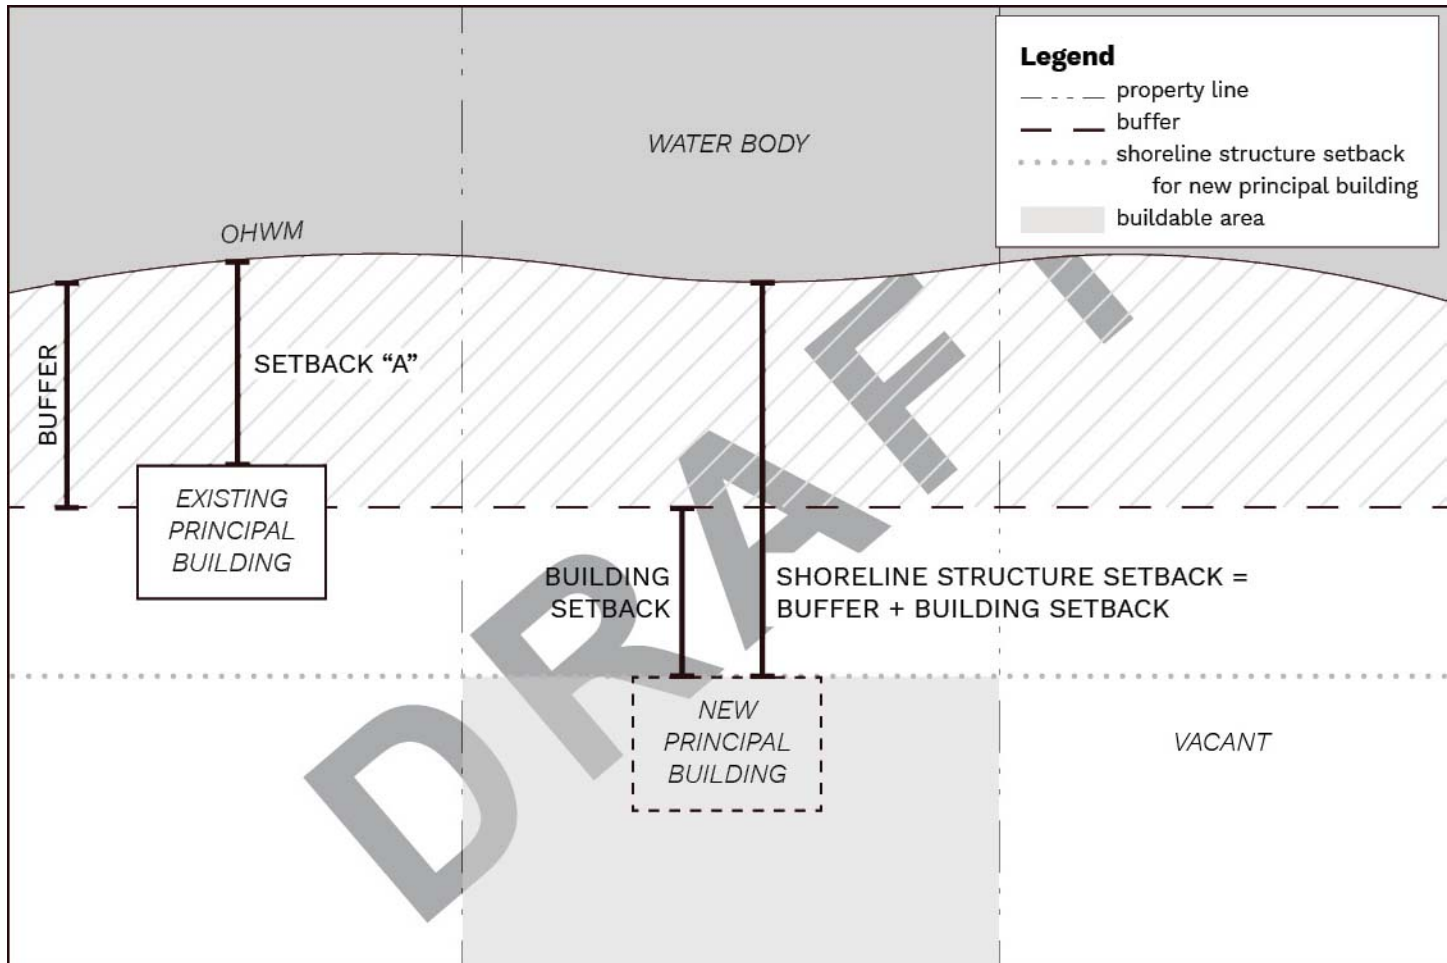 Legend
property line
buffer
shoreline structure setback
for new principal building
buildable area
WATER BODY
OHWM
BUFFER
SETBACK “A”
EXISTING
PRINCIPAL
BUILDING
BUILDING
SETBACK
SHORELINE STRUCTURE SETBACK =
BUFFER + BUILDING SETBACK
NEW
PRINCIPAL
BUILDING
VACANT
DRAFT